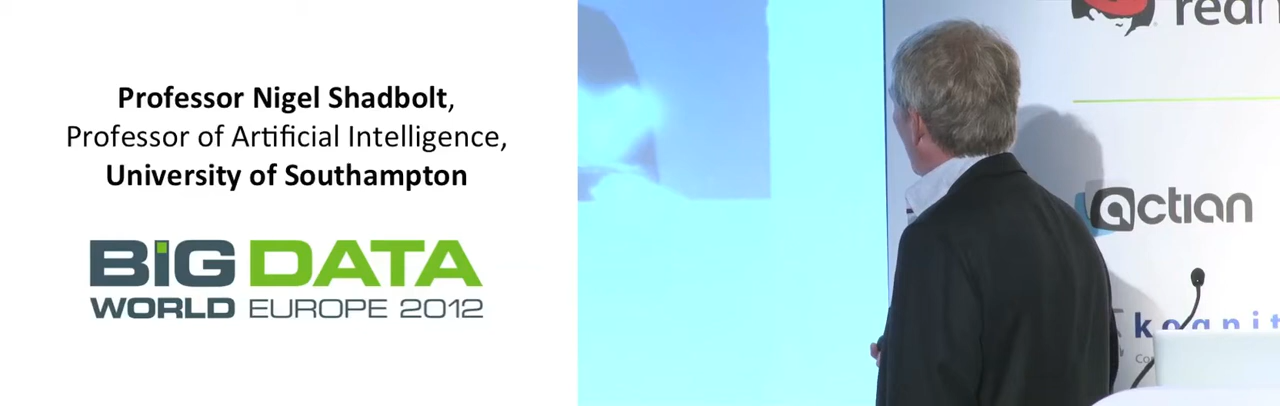 Professor Nigel Shadbolt,
Professor of Artificial Intelligence,
University of Southampton
BiG DATA
WORLD EUROPE 2012
actian